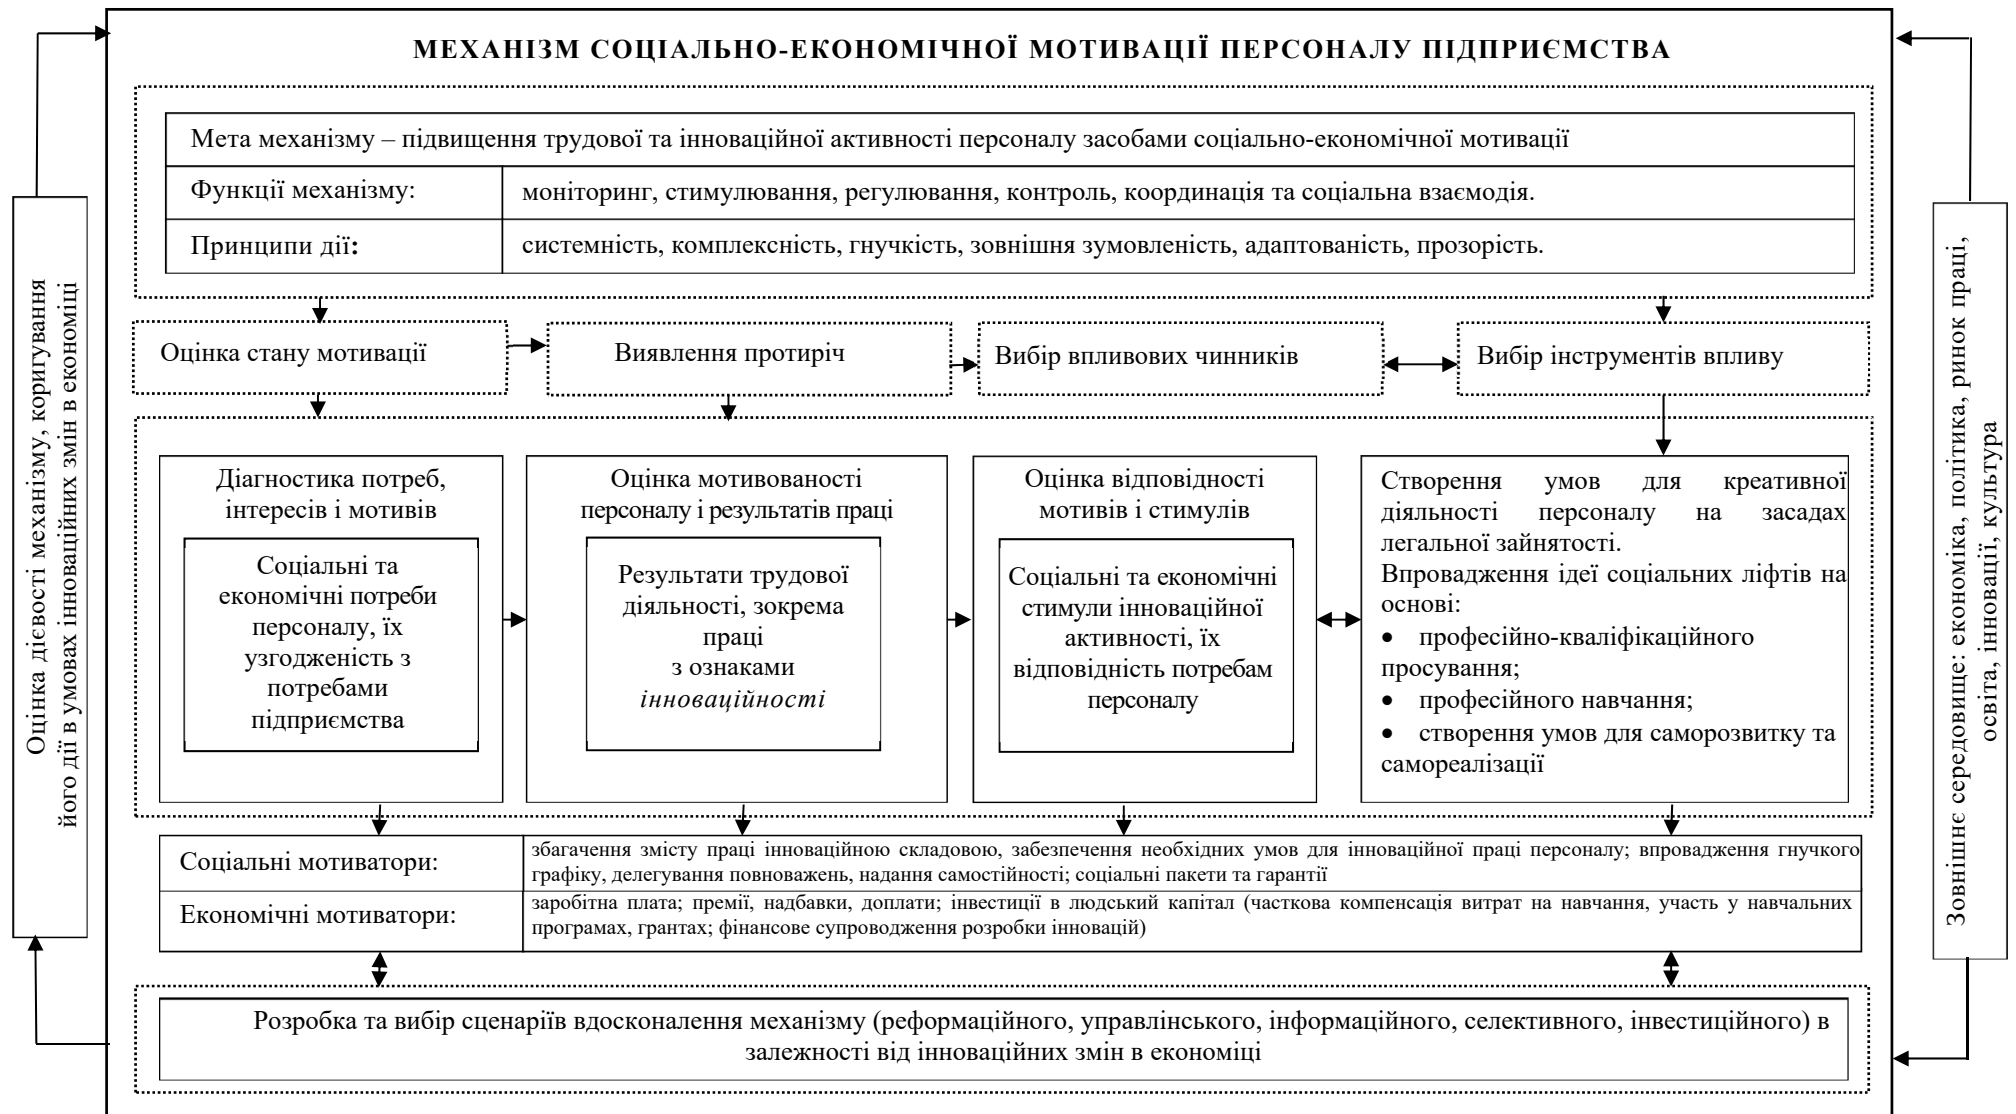 МЕХАНІЗМ СОЦІАЛЬНО-ЕКОНОМІЧНОЇ МОТИВАЦІЇ ПЕРСОНАЛУ ПІДПРИЄМСТВА
Мета механізму – підвищення трудової та інноваційної активності персоналу засобами соціально-економічної мотивації
Функції механізму:
моніторинг, стимулювання, регулювання, контроль, координація та соціальна взаємодія.
Принципи дії:
системність, комплексність, гнучкість, зовнішня зумовленість, адаптованість, прозорість.
Оцінка стану мотивації
Виявлення протиріч
Вибір впливових чинників
Вибір інструментів впливу
Діагностика потреб,
інтересів і мотивів
Соціальні та
економічні потреби
персоналу, їх
узгодженість з
потребами
підприємства
Оцінка мотивованості
персоналу і результатів праці
Результати трудової
діяльності, зокрема
праці
з ознаками
інноваційності
Оцінка відповідності
мотивів і стимулів
Соціальні та економічні
стимули інноваційної
активності, їх
відповідність потребам
персоналу
Створення умов для креативної
діяльності персоналу на засадах
легальної зайнятості.
Впровадження ідеї соціальних ліфтів на
основі:
• професійно-кваліфікаційного
просування;
• професійного навчання;
• створення умов для саморозвитку та
самореалізації
Соціальні мотиватори:
збагачення змісту праці інноваційною складовою, забезпечення необхідних умов для інноваційної праці персоналу; впровадження гнучкого
графіку, делегування повноважень, надання самостійності; соціальні пакети та гарантії
Економічні мотиватори:
заробітна плата; премії, надбавки, доплати; інвестиції в людський капітал (часткова компенсація витрат на навчання, участь у навчальних
програмах, грантах; фінансове супроводження розробки інновацій)
Розробка та вибір сценаріїв вдосконалення механізму (реформаційного, управлінського, інформаційного, селективного, інвестиційного) в
залежності від інноваційних змін в економіці
Оцінка дієвості механізму, коригування
його дії в умовах інноваційних змін в економіці
Зовнішнє середовище: економіка, політика, ринок праці,
освіта, інновації, культура